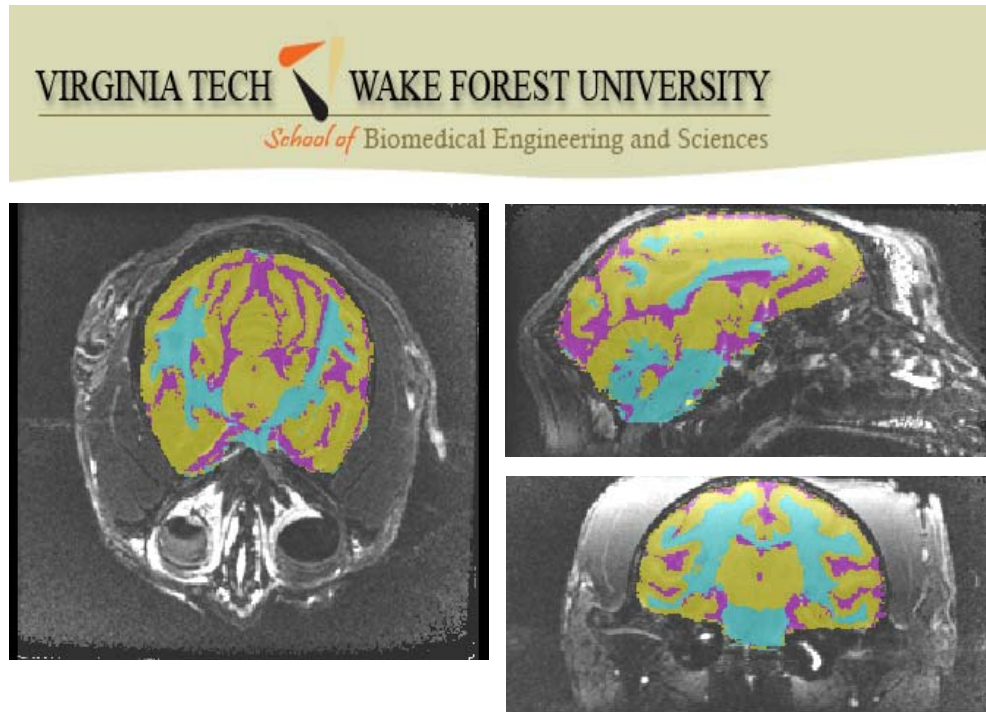 VIRGINIA TECH WAKE FOREST UNIVERSITY
School of Biomedical Engineering and Sciences